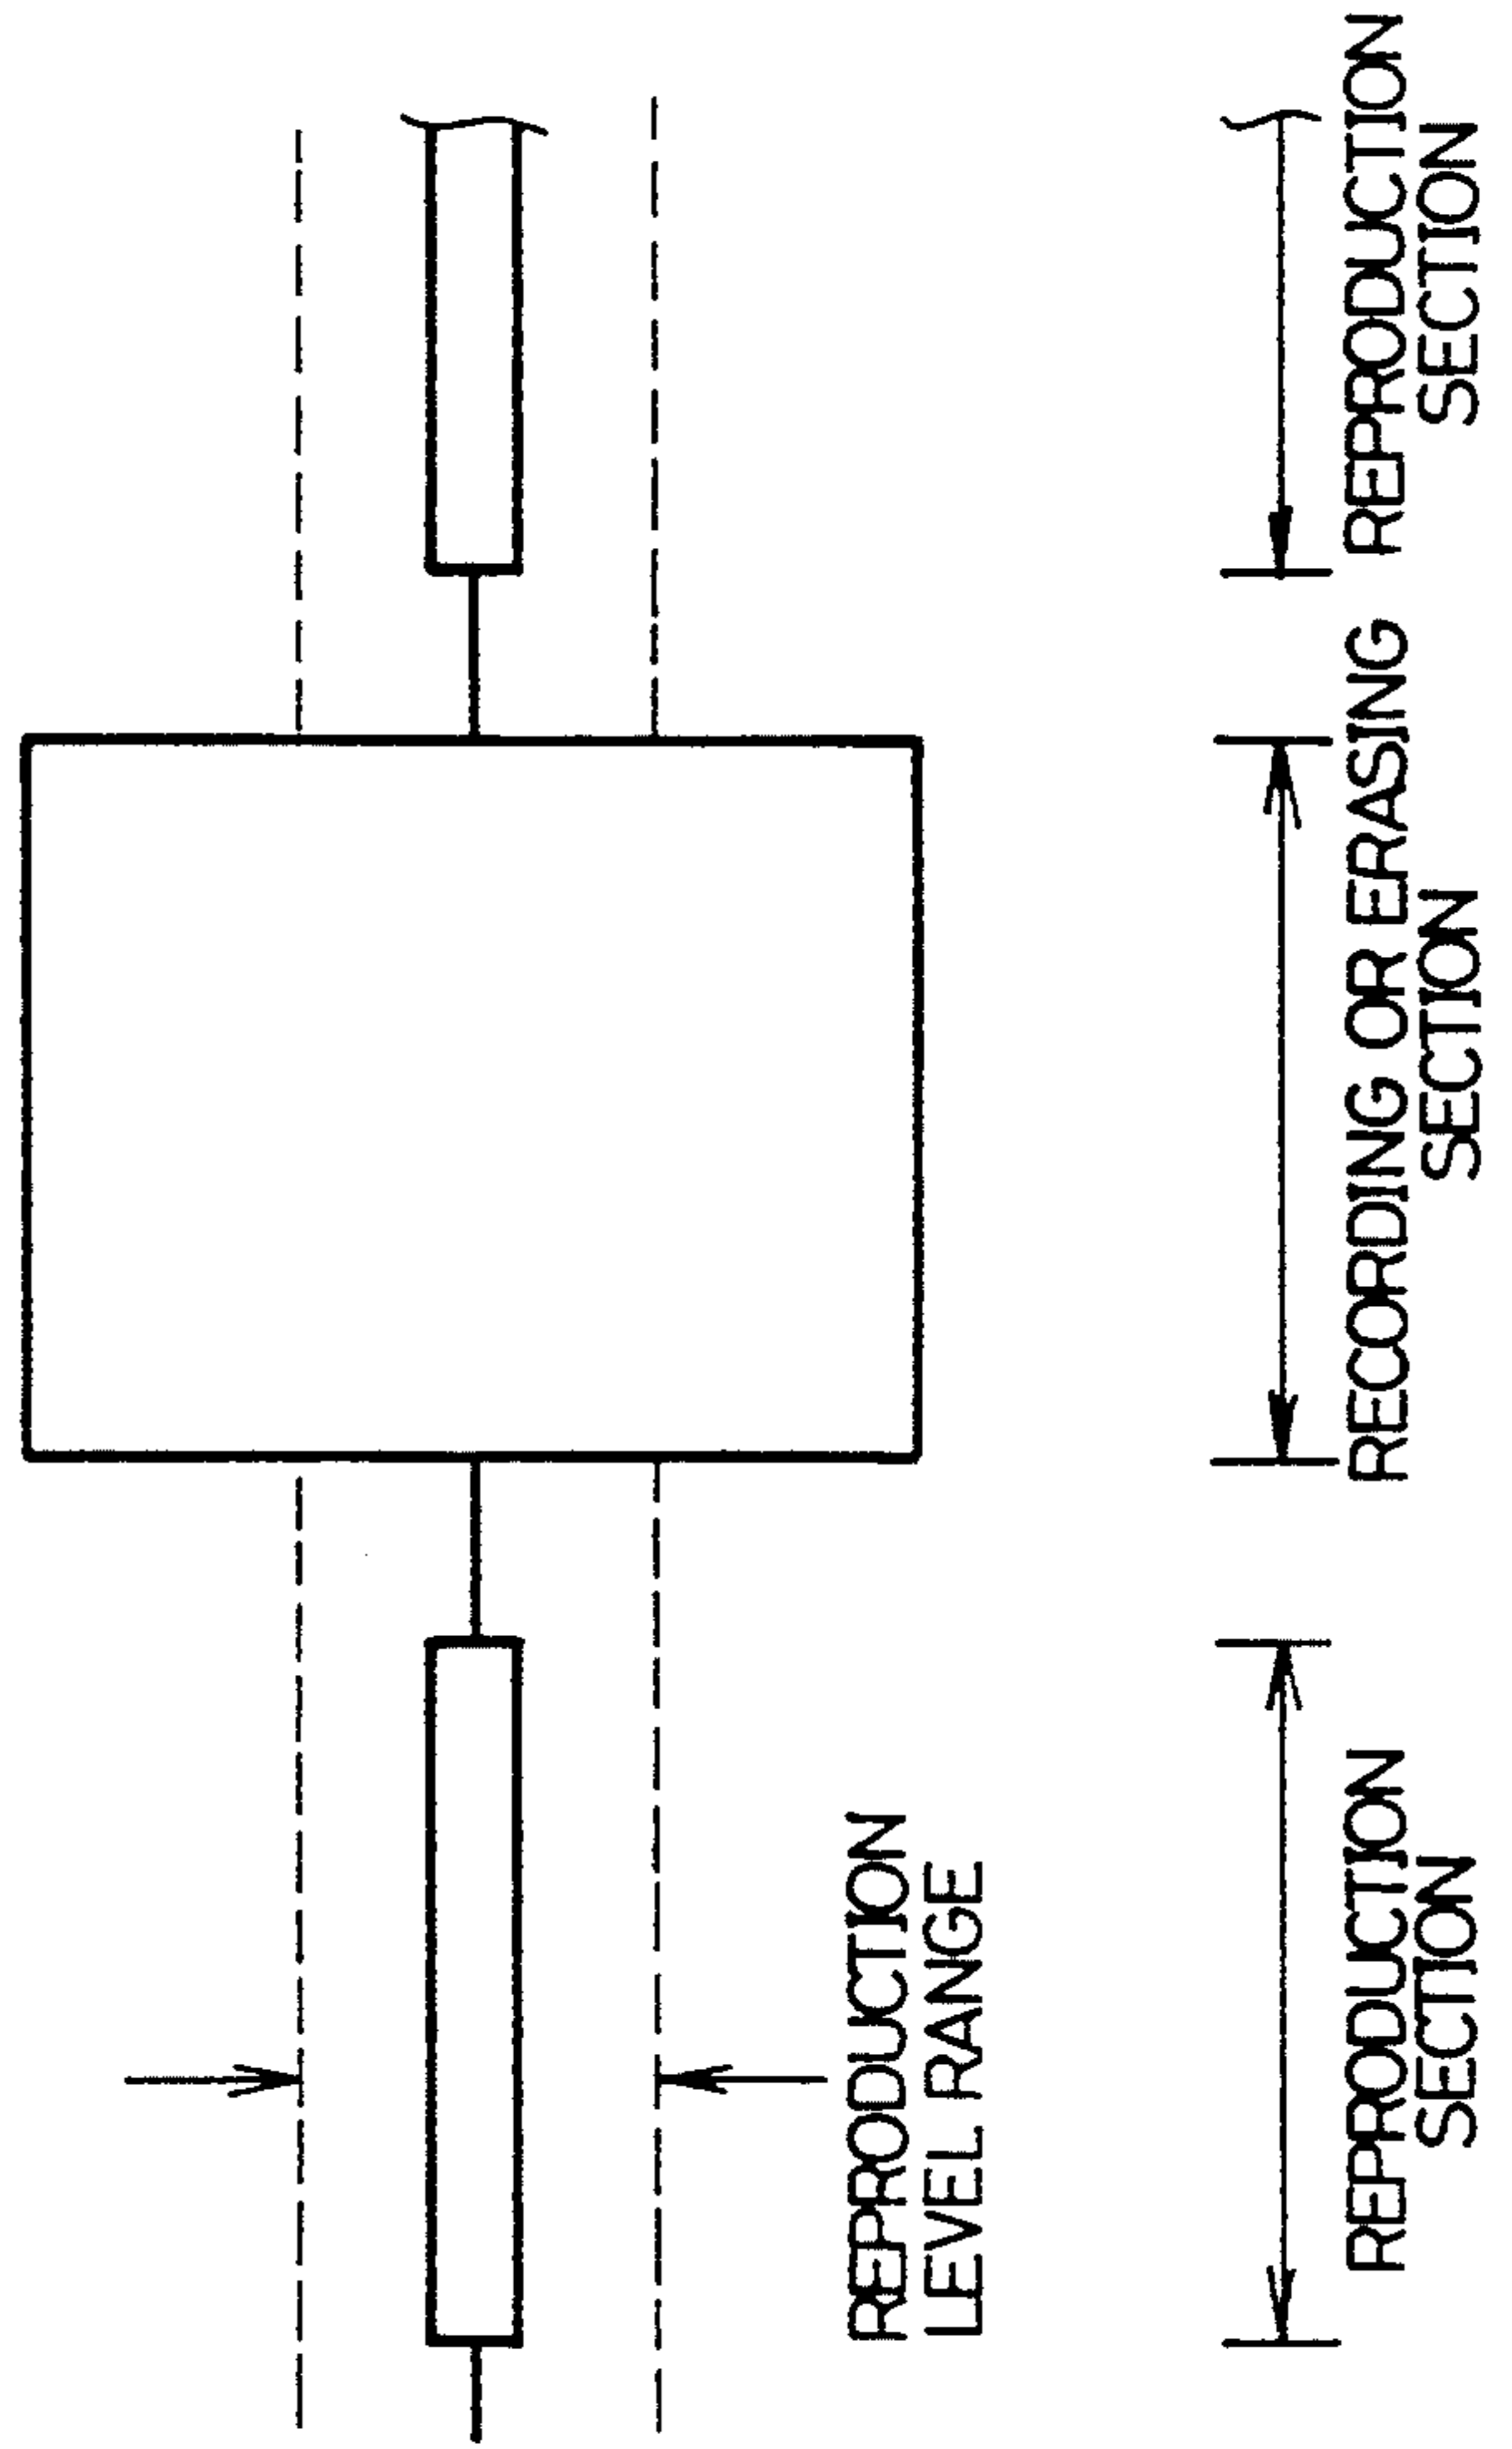 REPRODUCTION
LEVEL RANGE
REPRODUCTION
SECTION
RECORDING OR ERASING
SECTION
REPRODUCTION
SECTION